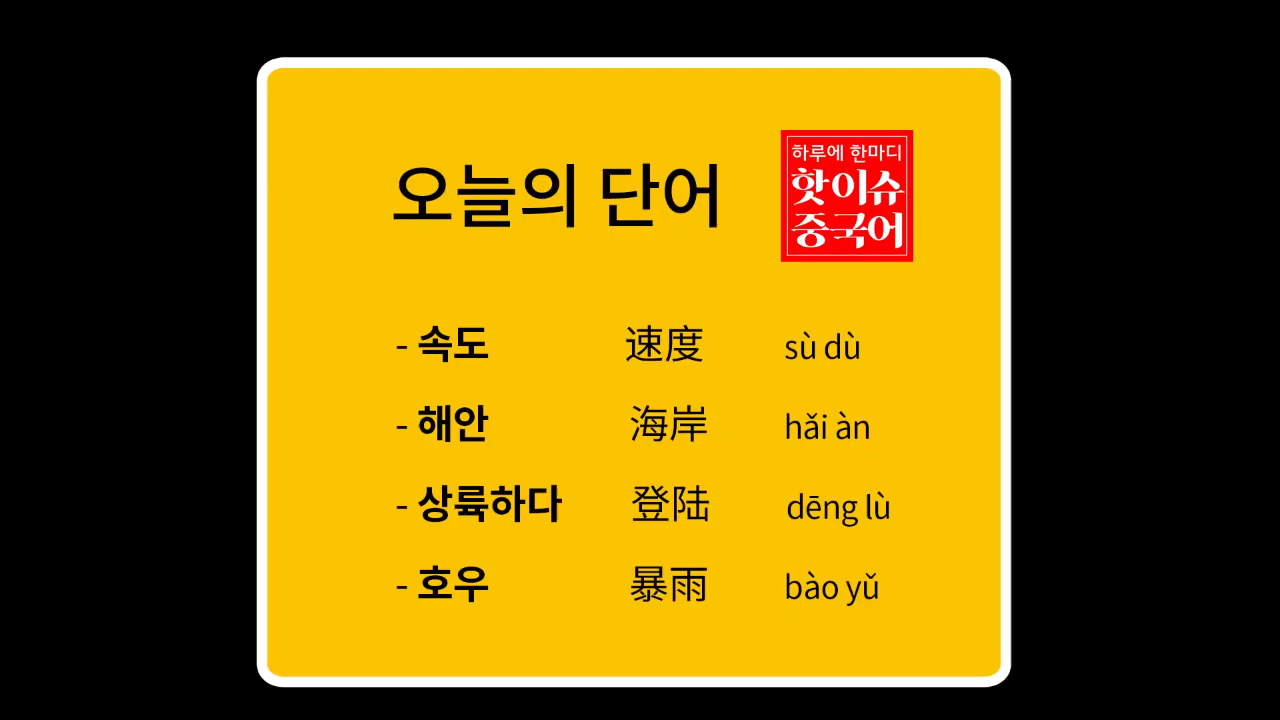 오늘의 단어
하루에 한마디
핫이슈
중국어
- 속도 速度 sù dù
- 해안 海岸 hǎi àn
- 상륙하다 登陆 dēng lù
- 호우 暴雨 bào yǔ